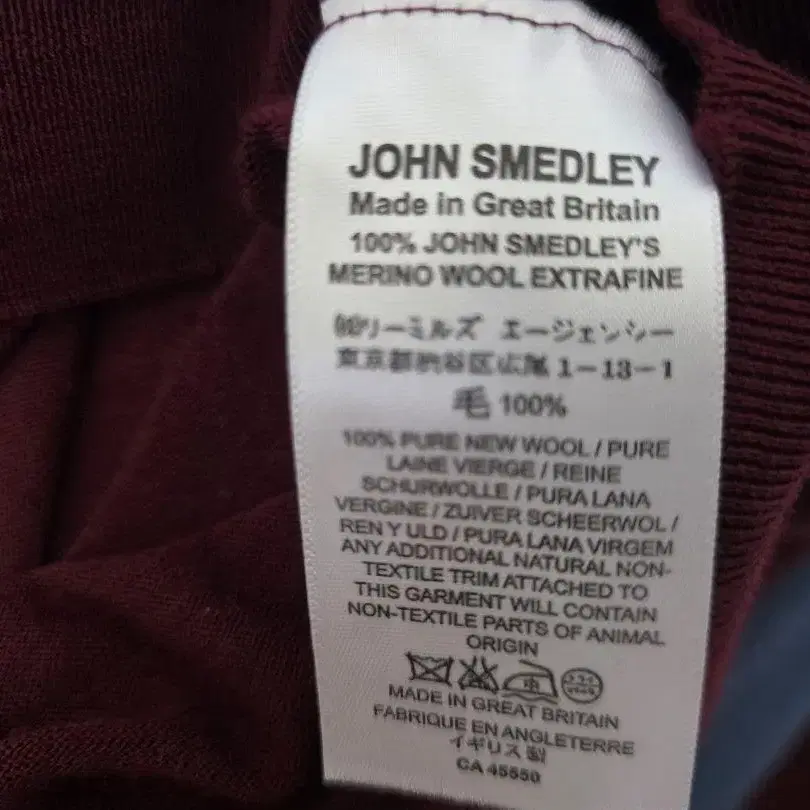 JOHN SMEDLEY
Made in Great Britain
100% JOHN SMEDLEY'S
MERINO WOOL EXTRAFINE
リーミルズ エージェンシー
東京都渋谷区広尾 1-13-1
毛 100%
100% PURE NEW WOOL / PURE
LAINE VIERGE / REINE
SCHURWOLLE / PURA LANA
VERGINE / ZUIVER SCHEERWOL /
REN Y ULD / PURA LANA VIRGEM
ANY ADDITIONAL NATURAL NON-
TEXTILE TRIM ATTACHED TO
THIS GARMENT WILL CONTAIN
NON-TEXTILE PARTS OF ANIMAL
ORIGIN
MADE IN GREAT BRITAIN
FABRIQUE EN ANGLETERRE
イギリス製
CA 45550